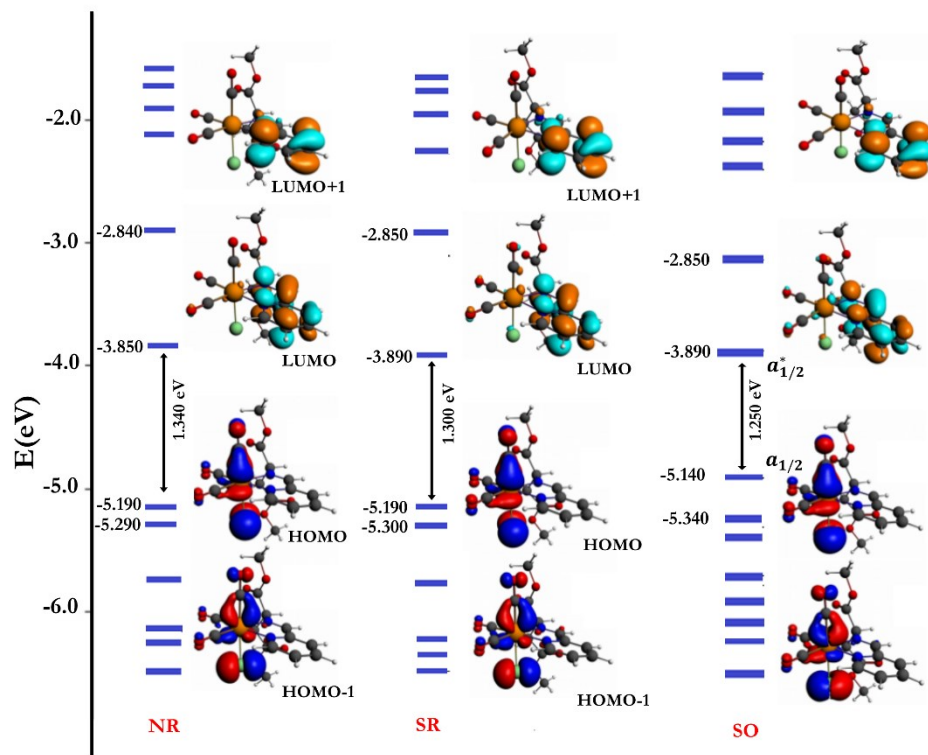 E(eV)
-2.0
-3.0
-4.0
-5.0
-6.0
LUMO+1
-2.840
-3.850
LUMO
1.340 eV
-5.190
-5.290
HOMO
HOMO-1
NR
LUMO+1
-2.850
-3.890
LUMO
1.300 eV
-5.190
-5.300
HOMO
HOMO-1
SR
-2.850
-3.890
a*1/2
1.250 eV
a1/2
-5.140
-5.340
SO